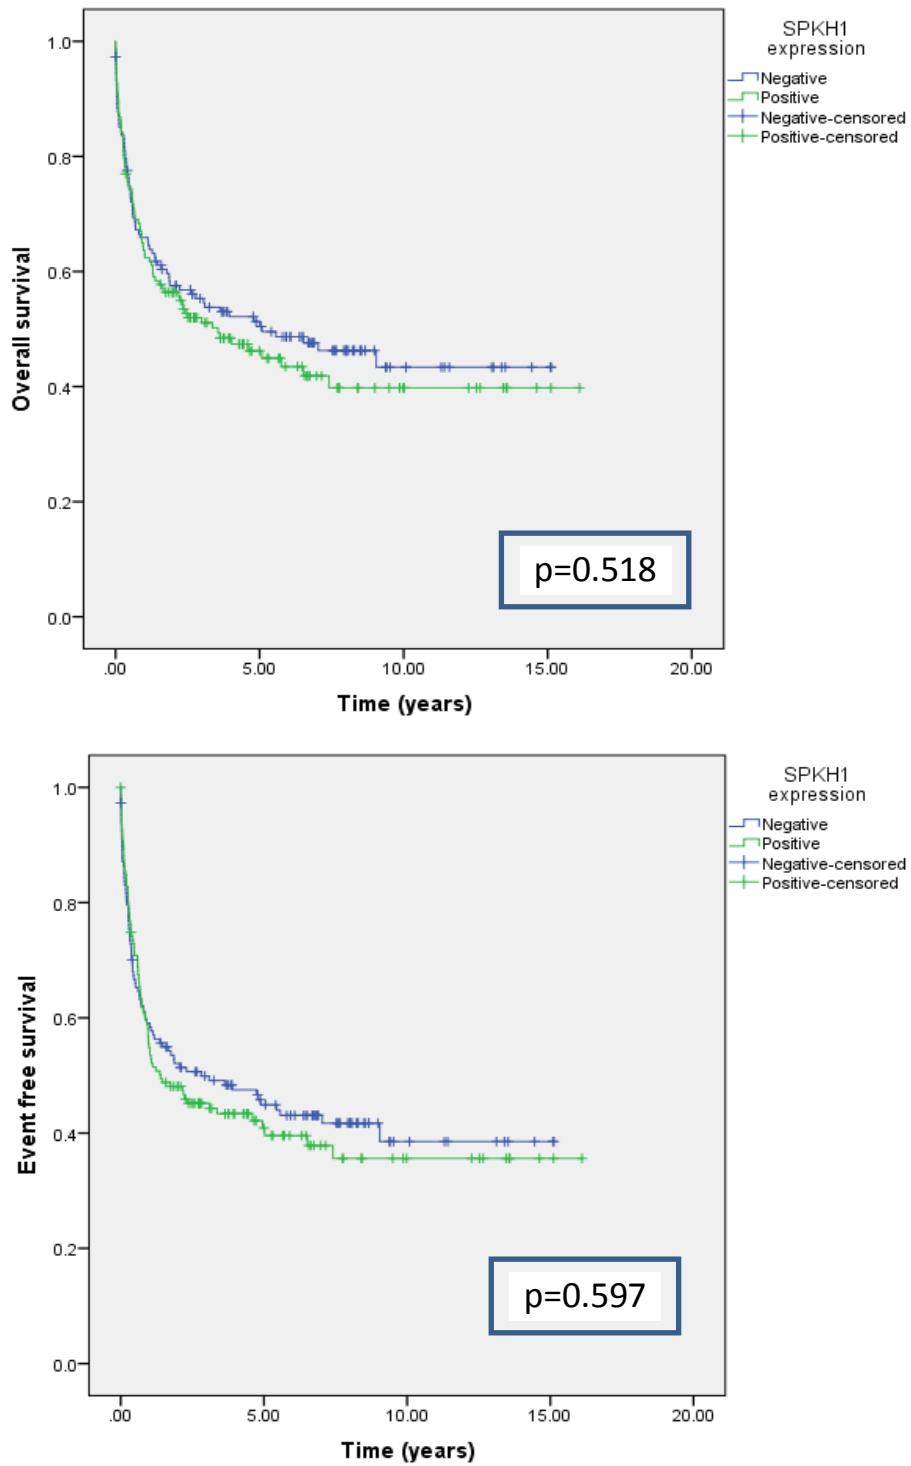 SPKH1
expression
Negative
Positive
Negative-censored
Positive-censored
1.0
0.8
0.6
0.4
0.2
0.0
Overall survival
p=0.518
.00 5.00 10.00 15.00 20.00
Time (years)
SPKH1
expression
Negative
Positive
Negative-censored
Positive-censored
1.0
0.8
0.6
0.4
0.2
0.0
Event free survival
p=0.597
.00 5.00 10.00 15.00 20.00
Time (years)